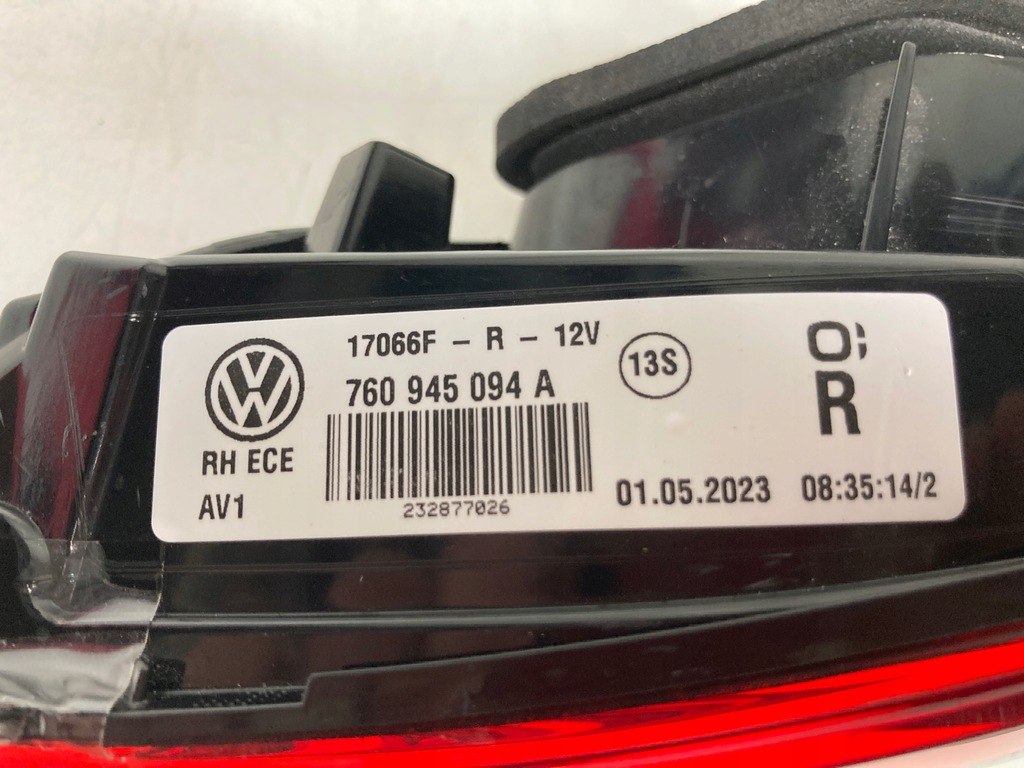 17066F - R - 12V
760 945 094 A
13S
R
RH ECE
AV1
232877026
01.05.2023 08:35:14/2